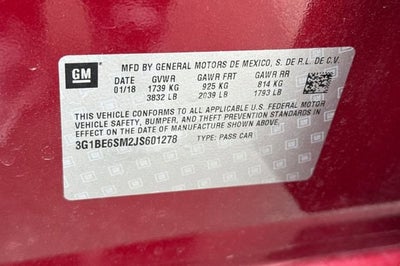 GM
MFD BY GENERAL MOTORS DE MEXICO, S. DE R.L. DE C.V.
DATE GVWR GAWR FRT GAWR RR
01/18 1739 KG 925 KG 814 KG
3832 LB 2039 LB 1793 LB
THIS VEHICLE CONFORMS TO ALL APPLICABLE U.S. FEDERAL MOTOR
VEHICLE SAFETY, BUMPER, AND THEFT PREVENTION STANDARDS IN
EFFECT ON THE DATE OF MANUFACTURE SHOWN ABOVE.
3G1BE6SM2JS601278 TYPE: PASS CAR